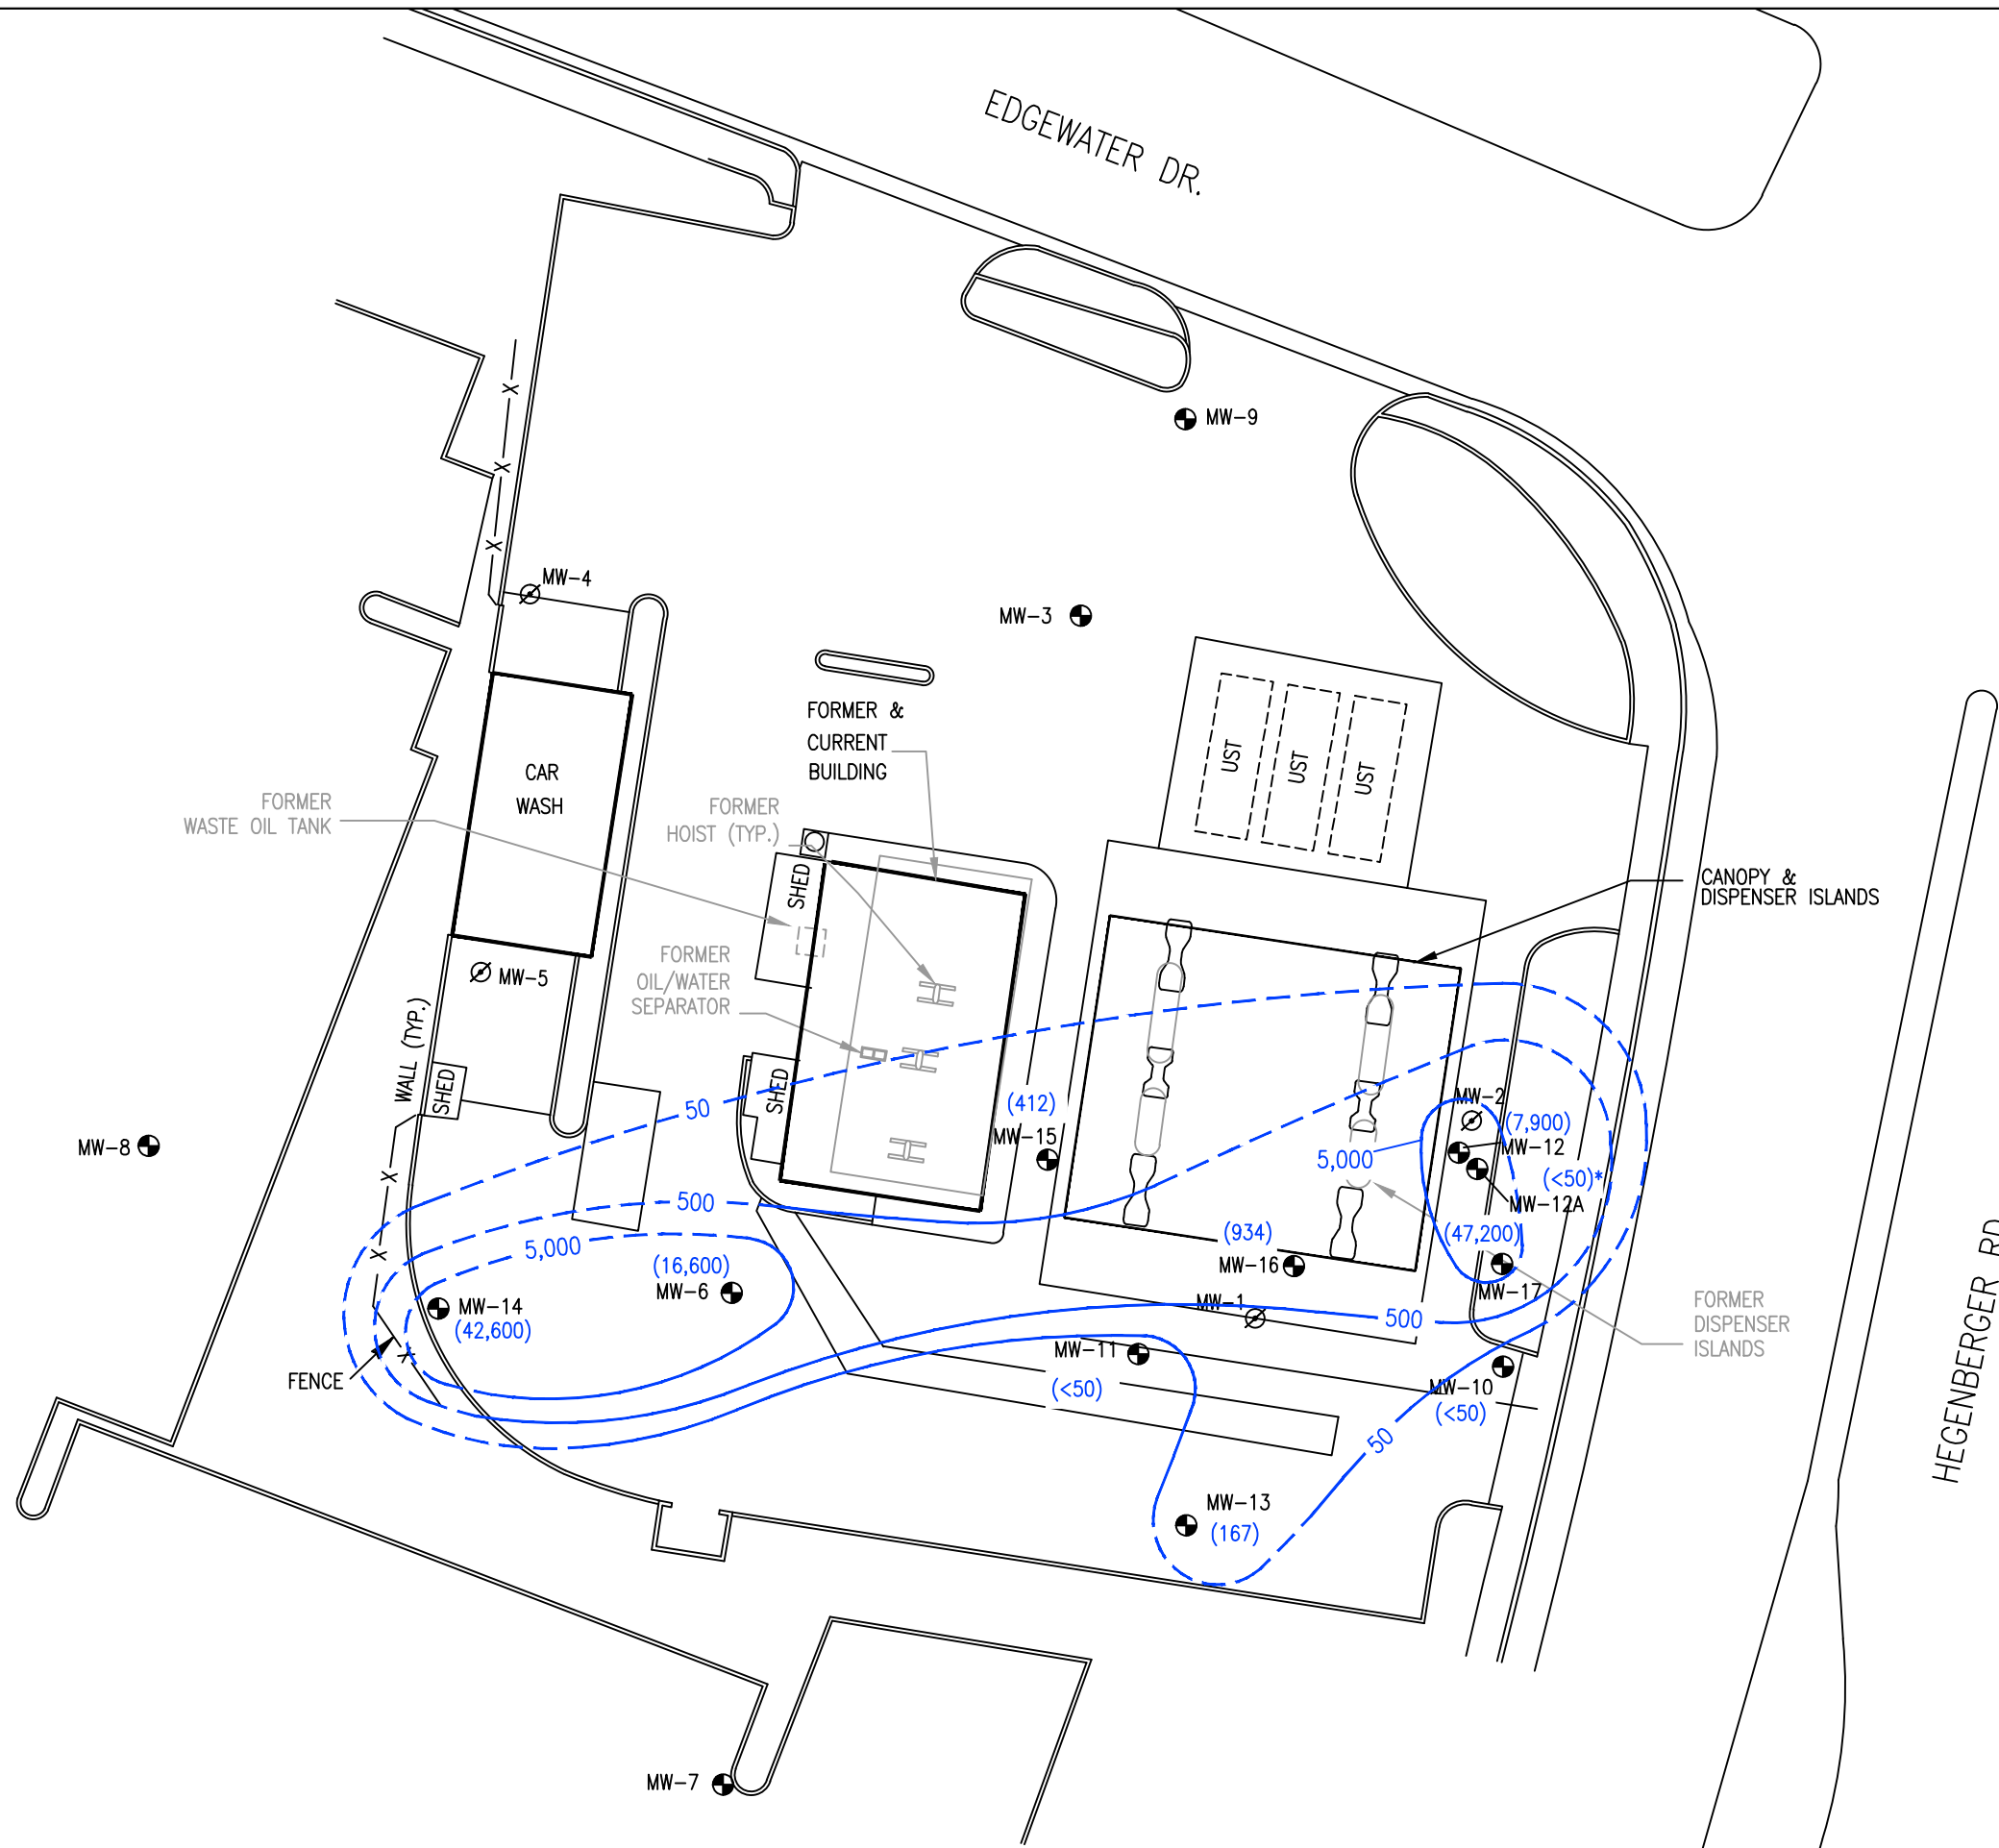 EDGEWATER DR.
MW-9
MW-4
MW-3
FORMER &
CURRENT
BUILDING
UST
UST
UST
CAR
WASH
FORMER
WASTE OIL TANK
FORMER
HOIST (TYP.)
SHED
CANOPY &
DISPENSER ISLANDS
FORMER
OIL/WATER
SEPARATOR
MW-5
WALL (TYP.)
SHED
SHED
50
(412)
MW-15
MW-2
(7,900)
MW-12
5,000
(<50)*
MW-12A
MW-8
X
X
X
X
X
X
500
5,000
(16,600)
MW-6
(934)
MW-16
(47,200)
MW-17
MW-14
(42,600)
MW-1
500
FORMER
DISPENSER
ISLANDS
FENCE
MW-11
(<50)
MW-10
(<50)
50
MW-13
(167)
HEGENBERGER RD
MW-7